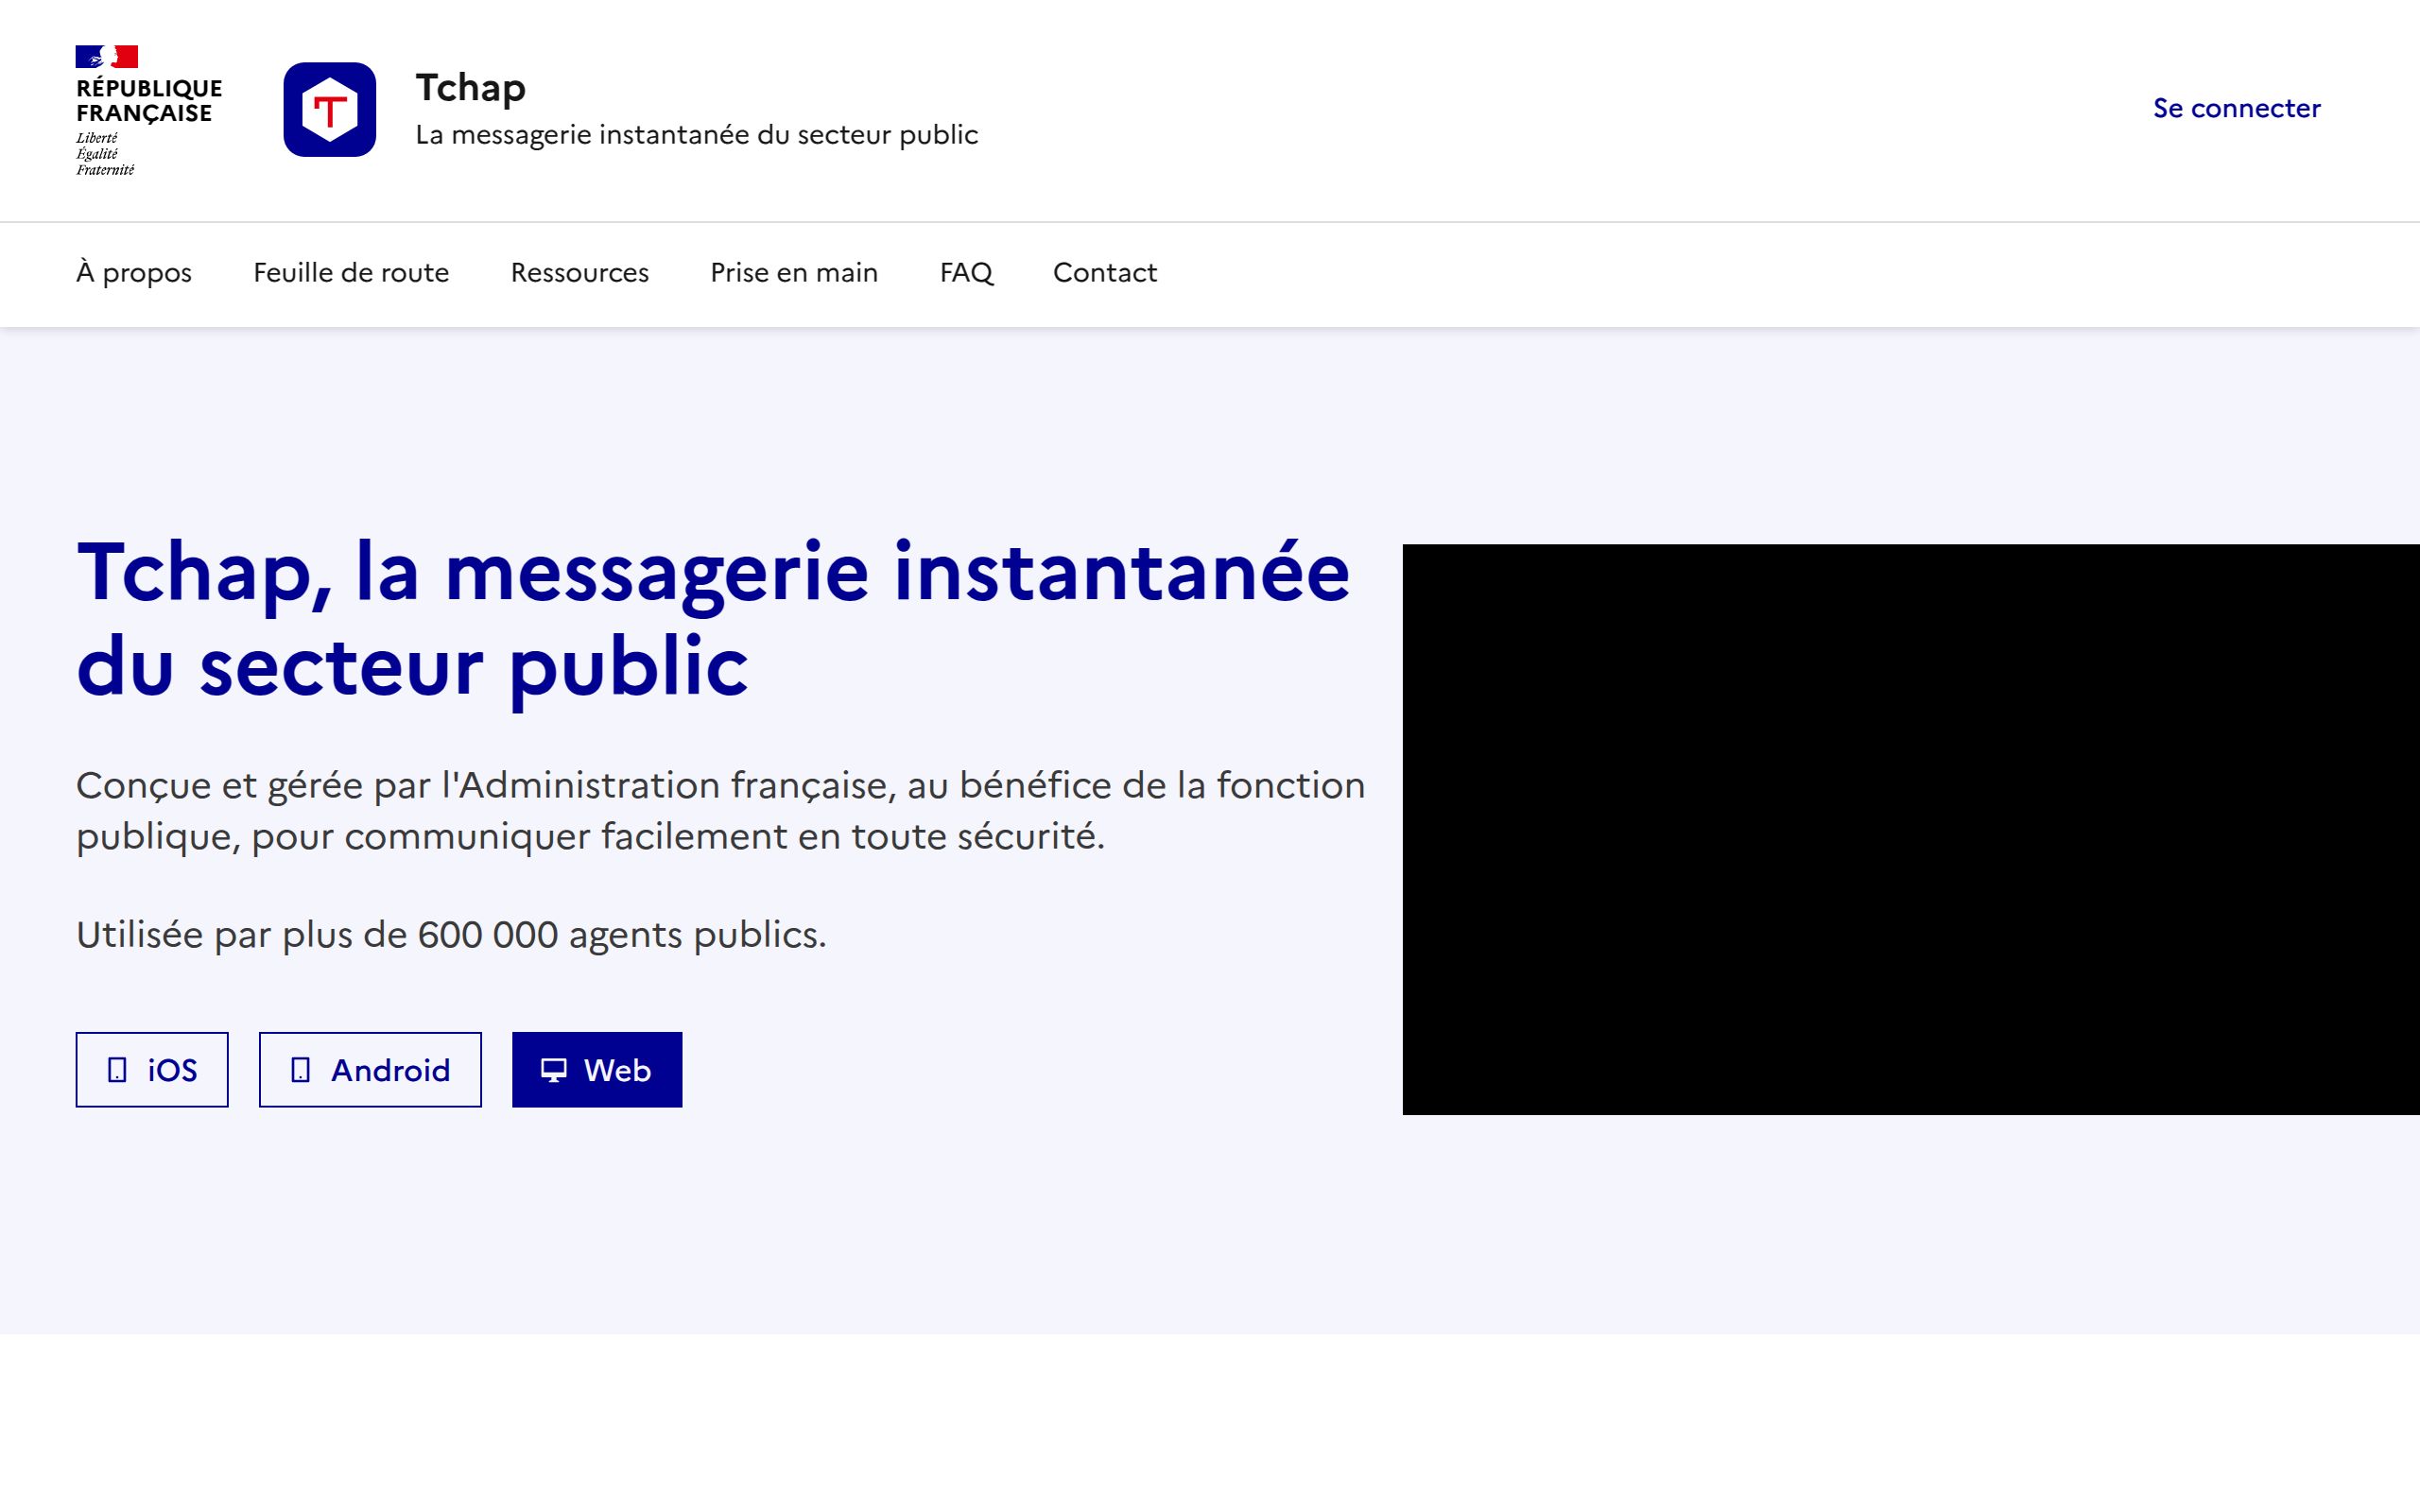 RÉPUBLIQUE
FRANÇAISE
Liberté
Égalité
Fraternité
T
Tchap
La messagerie instantanée du secteur public
Se connecter
À propos Feuille de route Ressources Prise en main FAQ Contact
Tchap, la messagerie instantanée
du secteur public
Conçue et gérée par l'Administration française, au bénéfice de la fonction
publique, pour communiquer facilement en toute sécurité.
Utilisée par plus de 600 000 agents publics.
iOS Android Web